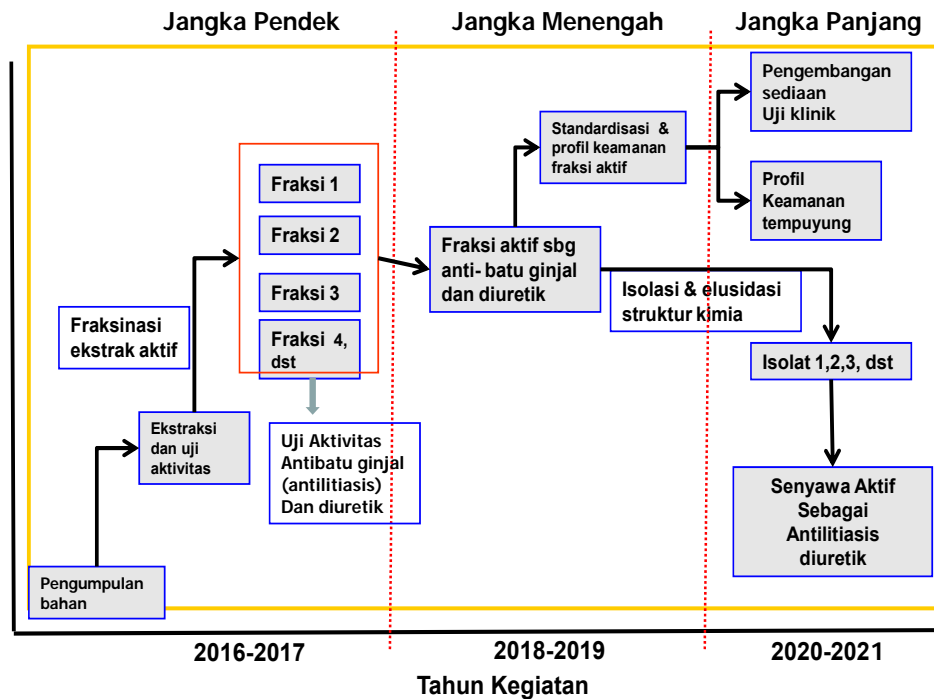 Jangka Pendek
Jangka Menengah
Jangka Panjang
Pengembangan
sediaan
Uji klinik
Standardisasi &
profil keamanan
fraksi aktif
Profil
Keamanan
tempuyung
Fraksi 1
Fraksi 2
Fraksi 3
Fraksi 4,
dst
Fraksi aktif sbg
anti- batu ginjal
dan diuretik
Isolasi & elusidasi
struktur kimia
Fraksinasi
ekstrak aktif
Isolat 1,2,3, dst
Ekstraksi
dan uji
aktivitas
Uji Aktivitas
Antibatu ginjal
(antilitiasis)
Dan diuretik
Senyawa Aktif
Sebagai
Antilitiasis
diuretik
Pengumpulan
bahan
2016-2017
2018-2019
2020-2021
Tahun Kegiatan